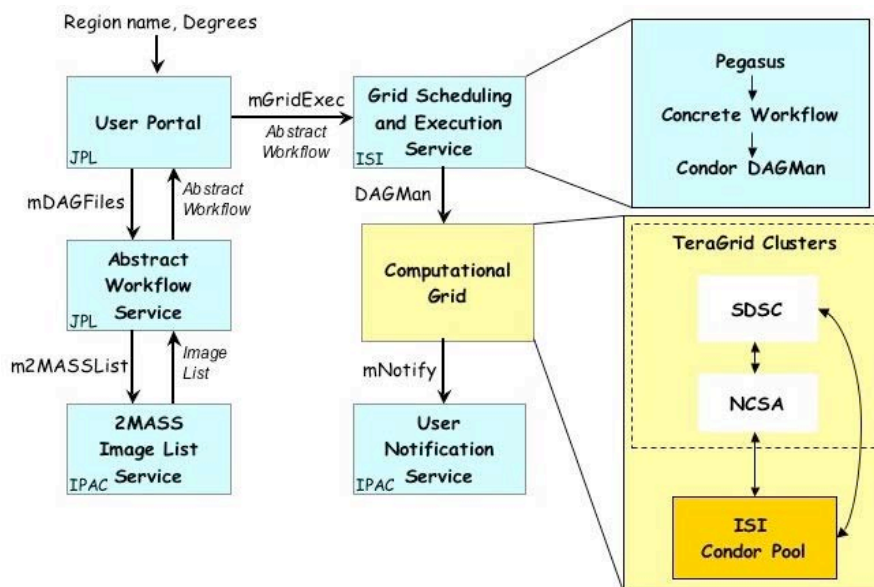 Region name, Degrees
User Portal
JPL
mGridExec
Abstract
Workflow
Grid Scheduling
and Execution
Service
ISI
Pegasus
Concrete Workflow
Condor DAGMan
mDAGFiles
Abstract
Workflow
DAGMan
Abstract
Workflow
Service
JPL
Computational
Grid
TeraGrid Clusters
SDSC
NCSA
m2MASSList
Image
List
mNotify
2MASS
Image List
Service
IPAC
User
Notification
Service
IPAC
ISI
Condor Pool